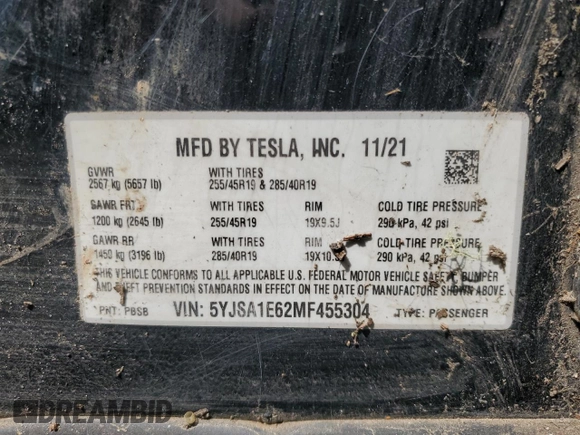 MFD BY TESLA, INC. 11/21
GVWR WITH TIRES
2567 kg (5657 lb) 255/45R19 & 285/40R19
GAWR FRT WITH TIRES RIM COLD TIRE PRESSURE
1200 kg (2645 lb) 255/45R19 19X9.5J 290 kPa, 42 psi
GAWR RR WITH TIRES RIM COLD TIRE PRESSURE
1450 kg (3196 lb) 285/40R19 290 kPa, 42 psi
THIS VEHICLE CONFORMS TO ALL APPLICABLE U.S. FEDERAL MOTOR VEHICLE SAFETY, BUMPER
AND THEFT PREVENTION STANDARDS IN EFFECT ON THE DATE OF MANUFACTURE SHOWN ABOVE.
PNT: PBSB VIN: 5YJSA1E62MF455304 TYPE: PASSENGER
DREAMBID